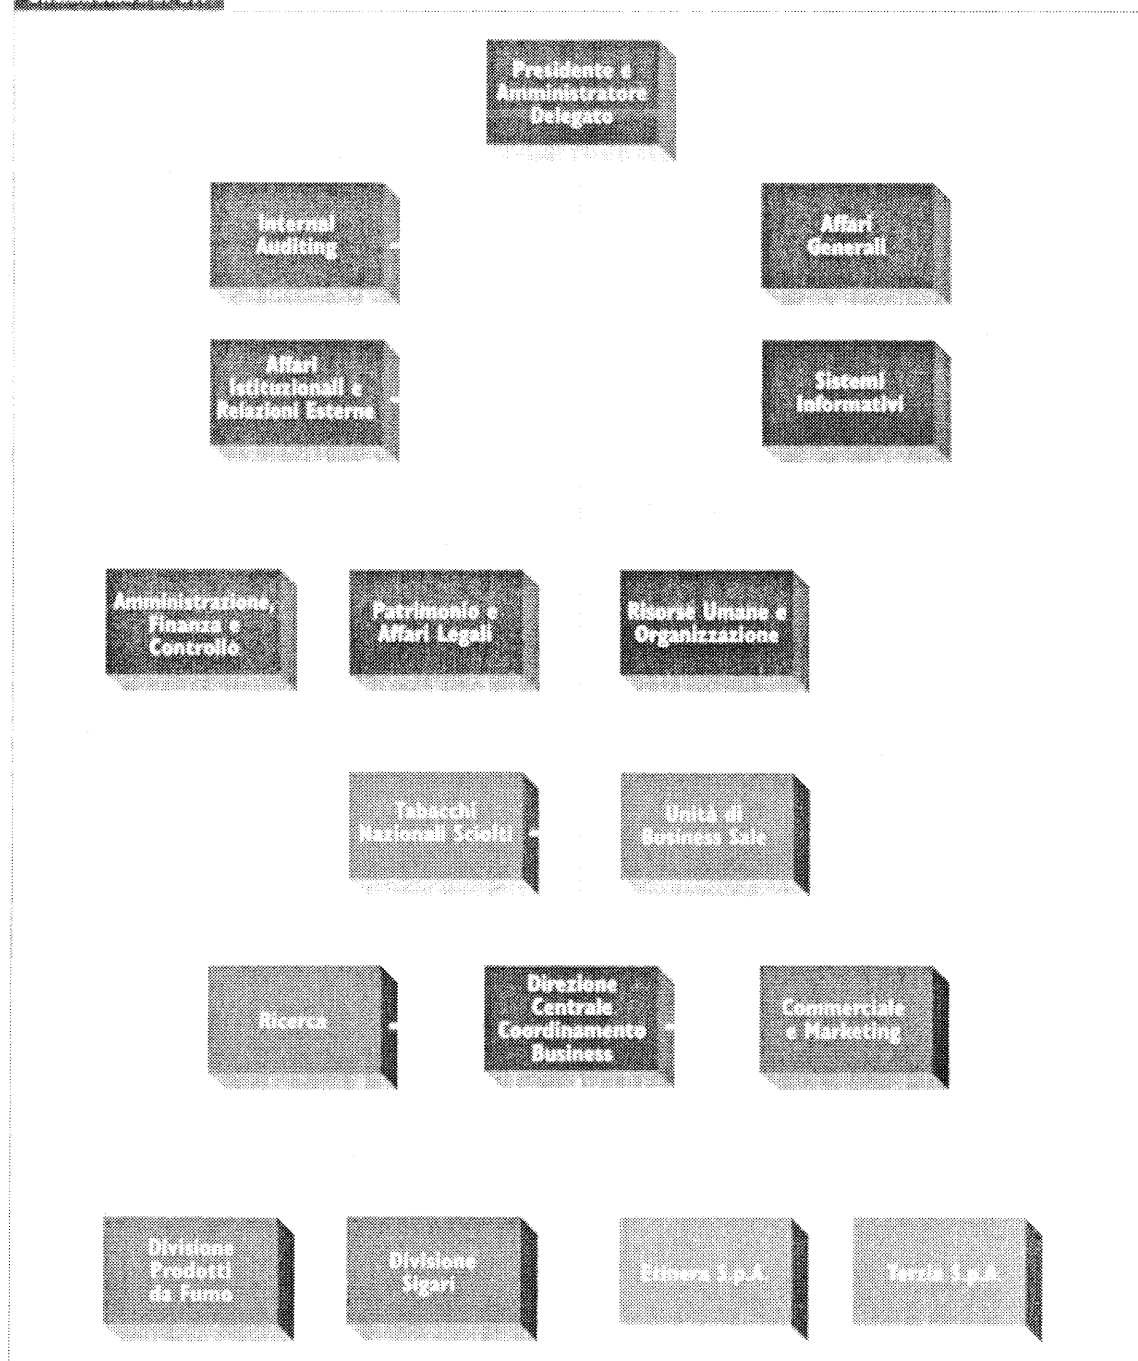 Presidente e
Amministratore
Delegato
Internal
Auditing
Affari
Generali
Affari
Istituzionali e
Relazioni Esterne
Sistemi
Informativi
Amministrazione,
Finanza e
Controllo
Patrimonio e
Affari Legali
Risorse Umane e
Organizzazione
Tabacchi
Nazionali Sciolti
Unità di
Business Sale
Ricerca
Direzione
Centrale
Coordinamento
Business
Commerciale
e Marketing
Divisione
Prodotti
da Fumo
Divisione
Sigari
Etinera S.p.A.
Terzia S.p.A.